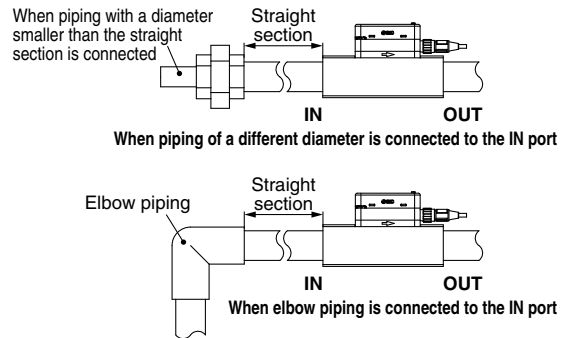 When piping with a diameter
smaller than the straight
section is connected
Straight
section
IN
OUT
When piping of a different diameter is connected to the IN port
Elbow piping
Straight
section
IN
OUT
When elbow piping is connected to the IN port